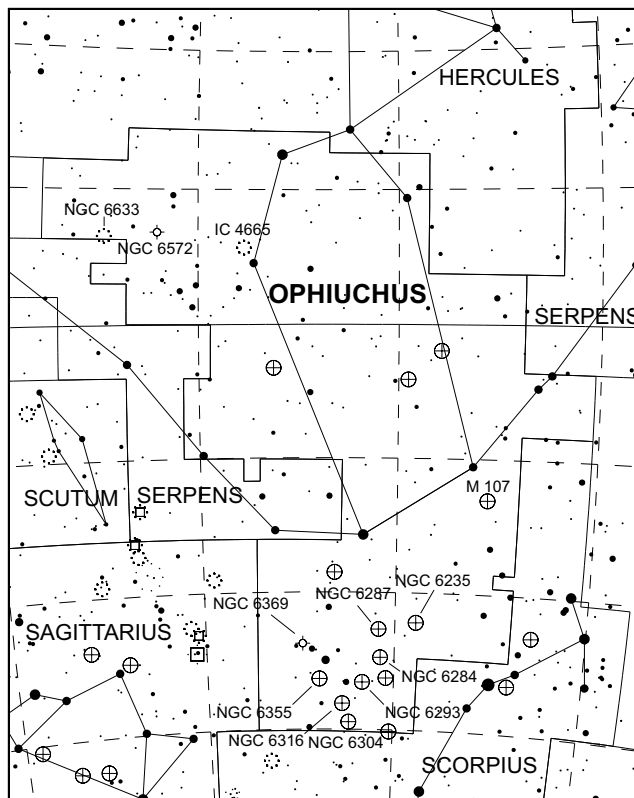 HERCULES
NGC 6633
NGC 6572
IC 4665
OPHIUCHUS
SERPENS
M 107
SCUTUM
SERPENS
NGC 6287
NGC 6235
NGC 6369
SAGITTARIUS
NGC 6284
NGC 6355
NGC 6293
NGC 6316
NGC 6304
SCORPIUS